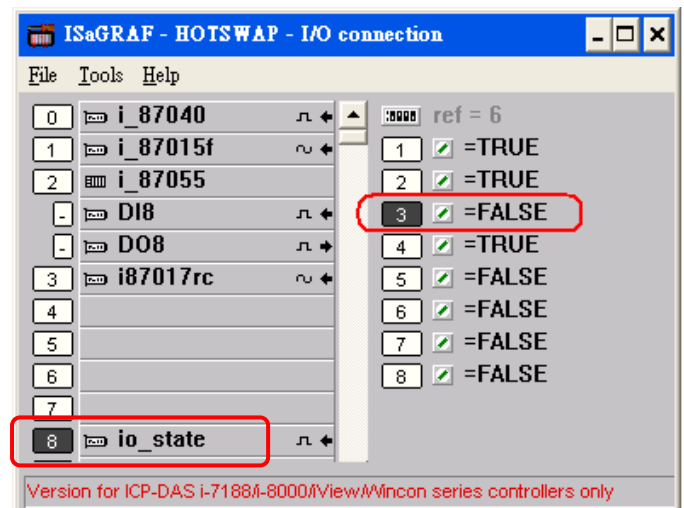 ISaGRAF - HOTSWAP - I/O connection
File Tools Help
0 i_87040
1 i_87015f
2 i_87055
- DI8
- DO8
3 i87017rc
4
5
6
7
8 io_state
ref = 6
1 =TRUE
2 =TRUE
3 =FALSE
4 =TRUE
5 =FALSE
6 =FALSE
7 =FALSE
8 =FALSE
Version for ICP-DAS i-7188/i-8000/iView/Wincon series controllers only